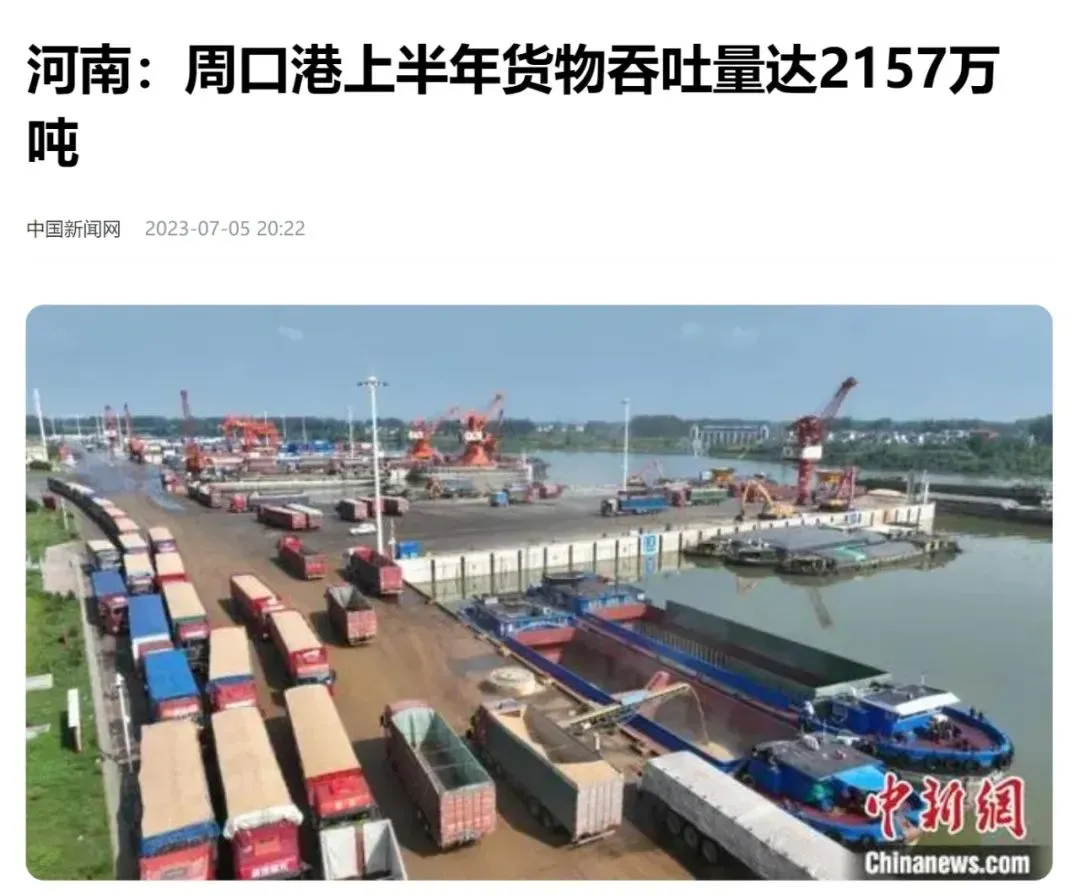 河南：周口港上半年货物吞吐量达2157万
吨
中国新闻网 2023-07-05 20:22
中新網
Chinanews.com